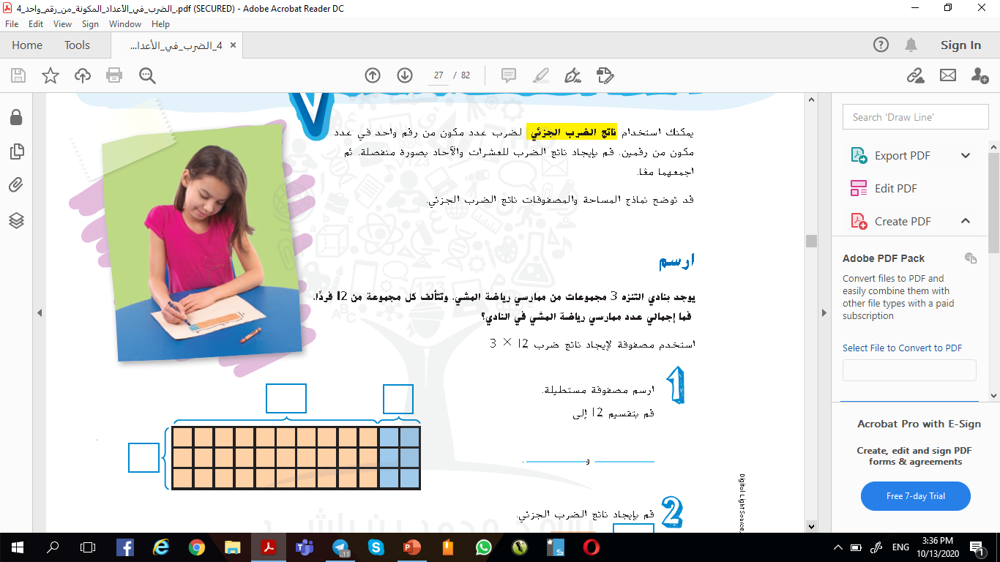 4_الضرب_في_الأعداد_المكونة_من_رقم_واحد_.pdf (SECURED) - Adobe Acrobat Reader DC
File Edit View Sign Window Help
Home Tools 4_الضرب_في_الأعدا... × Sign In
27 / 82
يمكنك استخدام ناتج الضرب الجزئي لضرب عدد مكون من رقم واحد في عدد
مكون من رقمين. قم بإيجاد ناتج الضرب للعشرات والآحاد بصورة منفصلة. ثم
اجمعهما معًا.
قد توضح نماذج المساحة والمصفوفات ناتج الضرب الجزئي.
ارسم
يوجد بنادي التنزه 3 مجموعات من ممارسي رياضة المشي. وتتألف كل مجموعة من 12 فردًا.
فما إجمالي عدد ممارسي رياضة المشي في النادي؟
استخدم مصفوفة لإيجاد ناتج ضرب 12 × 3
1
ارسم مصفوفة مستطيلة.
قم بتقسيم 12 إلى
و .
2
قم بإيجاد ناتج الضرب الجزئي.
Digital Light Source,
Search 'Draw Line'
Export PDF
Edit PDF
Create PDF
Adobe PDF Pack
Convert files to PDF and
easily combine them with
other file types with a paid
subscription
Select File to Convert to PDF
Acrobat Pro with E-Sign
Create, edit and sign PDF
forms & agreements
Free 7-day Trial
ENG
3:36 PM
10/13/2020